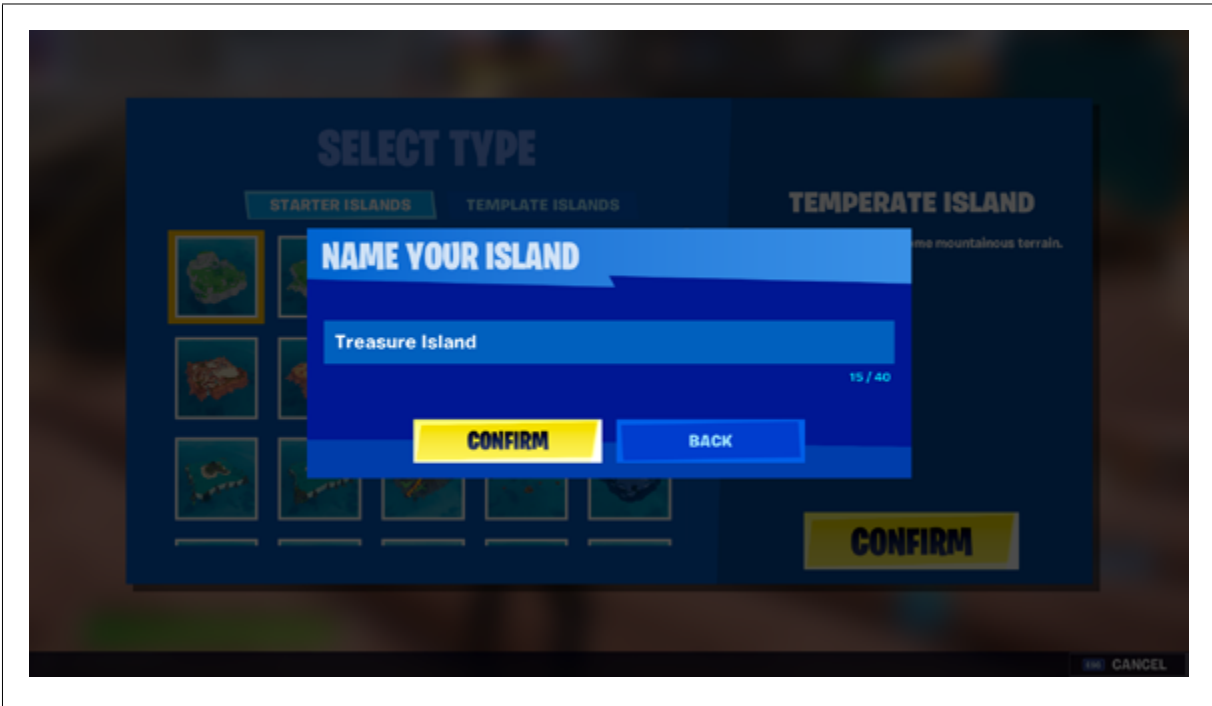 SELECT TYPE
STARTER ISLANDS TEMPLATE ISLANDS
TEMPERATE ISLAND
me mountainous terrain.
NAME YOUR ISLAND
Treasure Island
15 / 40
CONFIRM BACK
CONFIRM
ESC CANCEL